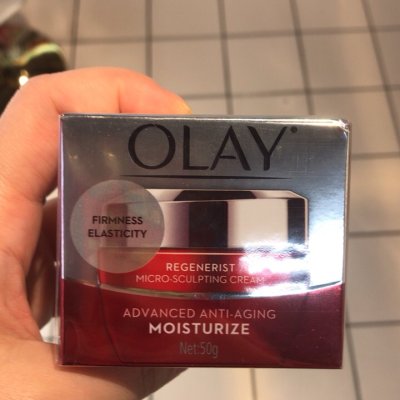 OLAY
FIRMNESS
ELASTICITY
REGENERIST
MICRO-SCULPTING CREAM
ADVANCED ANTI-AGING
MOISTURIZE
Net:50g